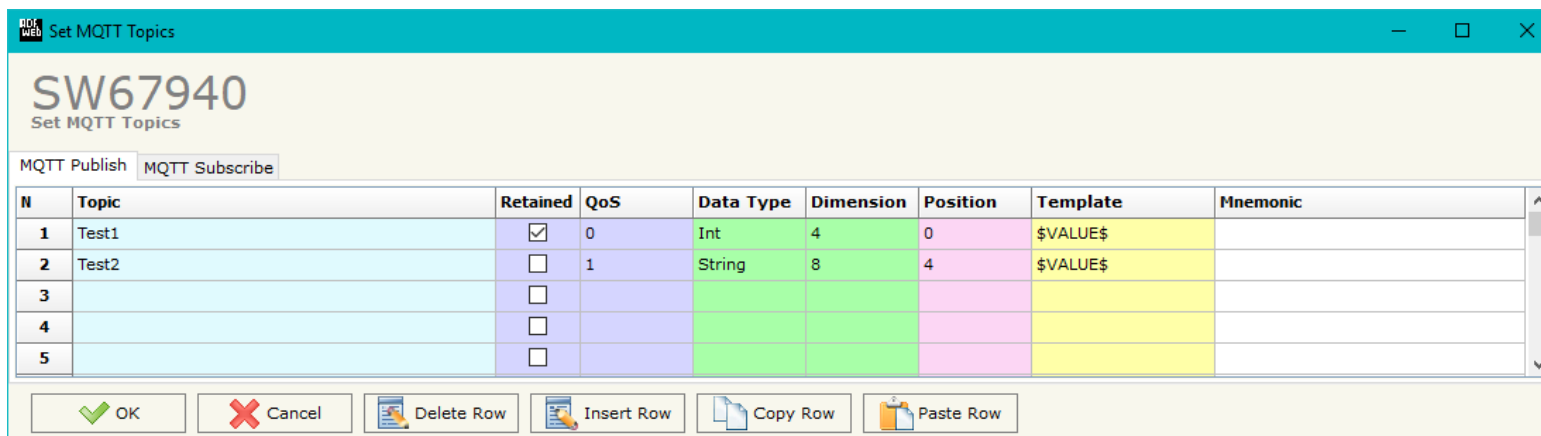 ADF WEB Set MQTT Topics
SW67940
Set MQTT Topics
MQTT Publish MQTT Subscribe
N Topic Retained QoS Data Type Dimension Position Template Mnemonic
1 Test1 0 Int 4 0 $VALUE$
2 Test2 1 String 8 4 $VALUE$
3
4
5
OK Cancel Delete Row Insert Row Copy Row Paste Row